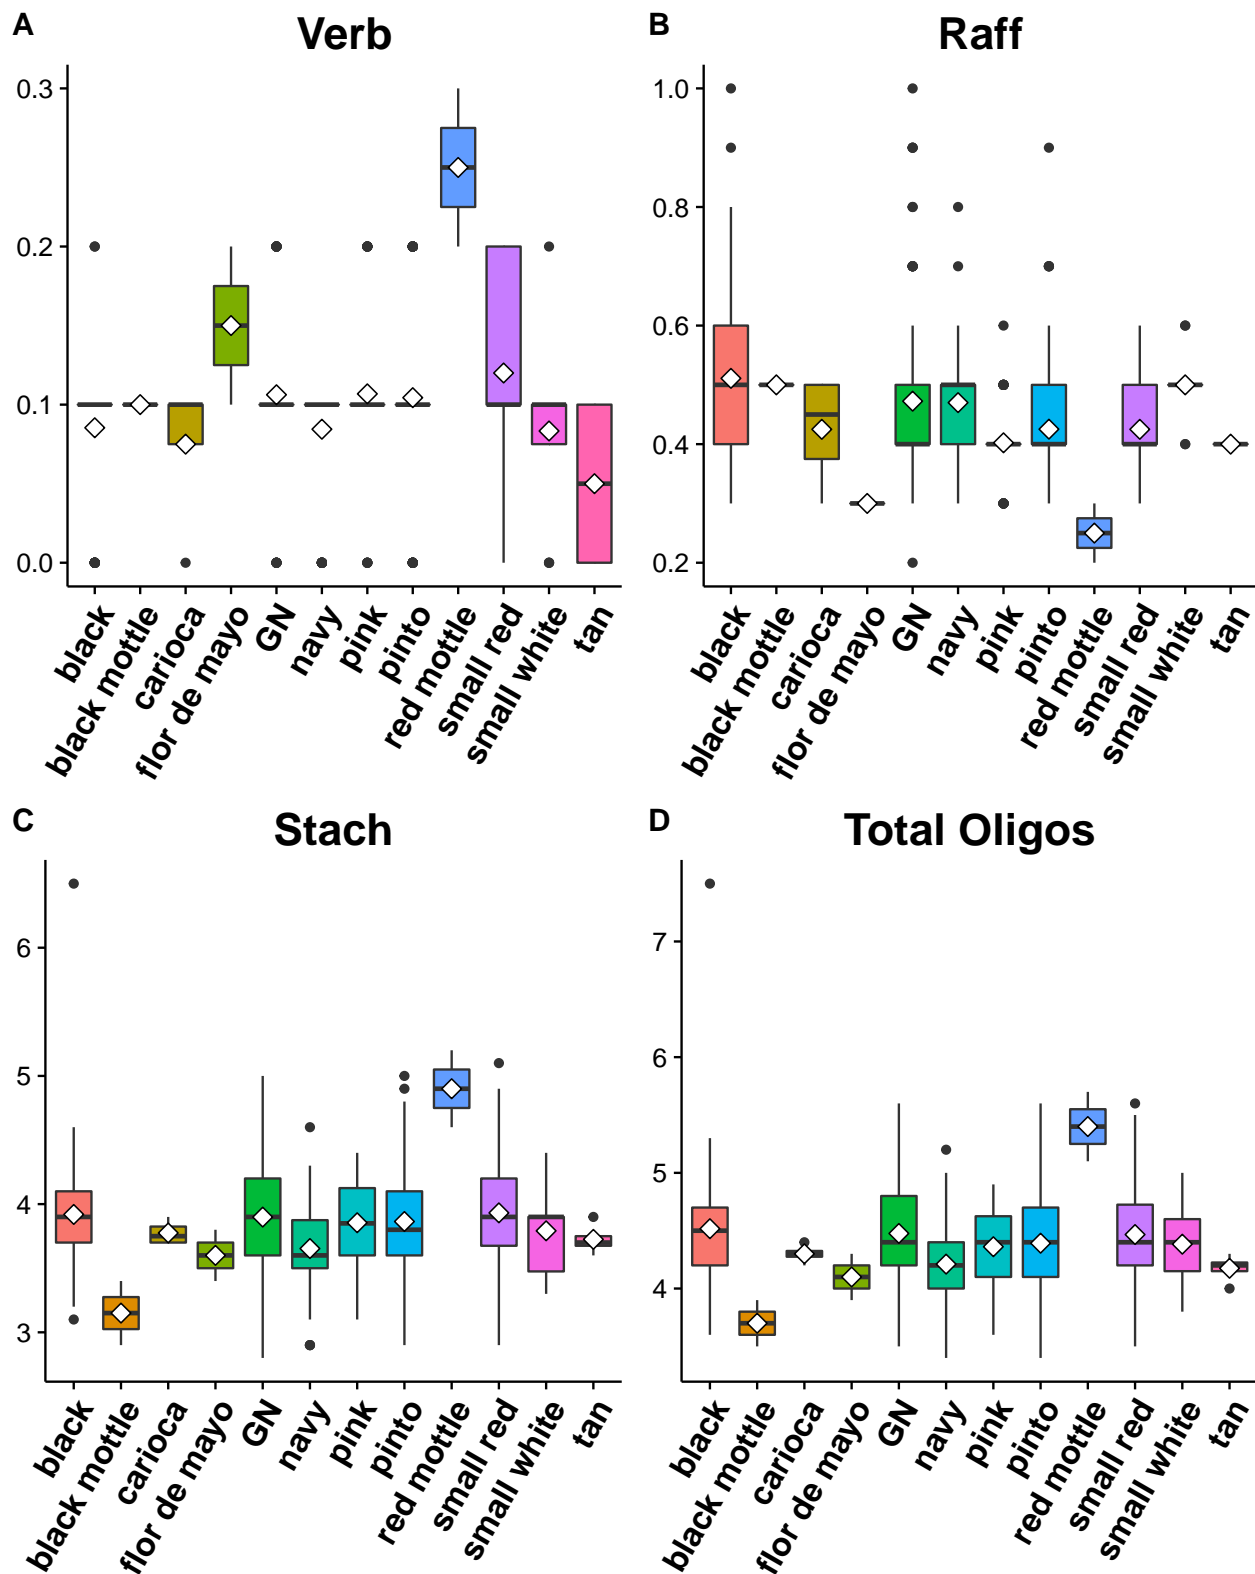 A
Verb
0.3
0.2
0.1
0.0
black
black mottle
carioca
flor de mayo
GN
navy
pink
pinto
red mottle
small red
small white
tan
B
Raff
1.0
0.8
0.6
0.4
0.2
black
black mottle
carioca
flor de mayo
GN
navy
pink
pinto
red mottle
small red
small white
tan
C
Stach
6
5
4
3
black
black mottle
carioca
flor de mayo
GN
navy
pink
pinto
red mottle
small red
small white
tan
D
Total Oligos
7
6
5
4
black
black mottle
carioca
flor de mayo
GN
navy
pink
pinto
red mottle
small red
small white
tan